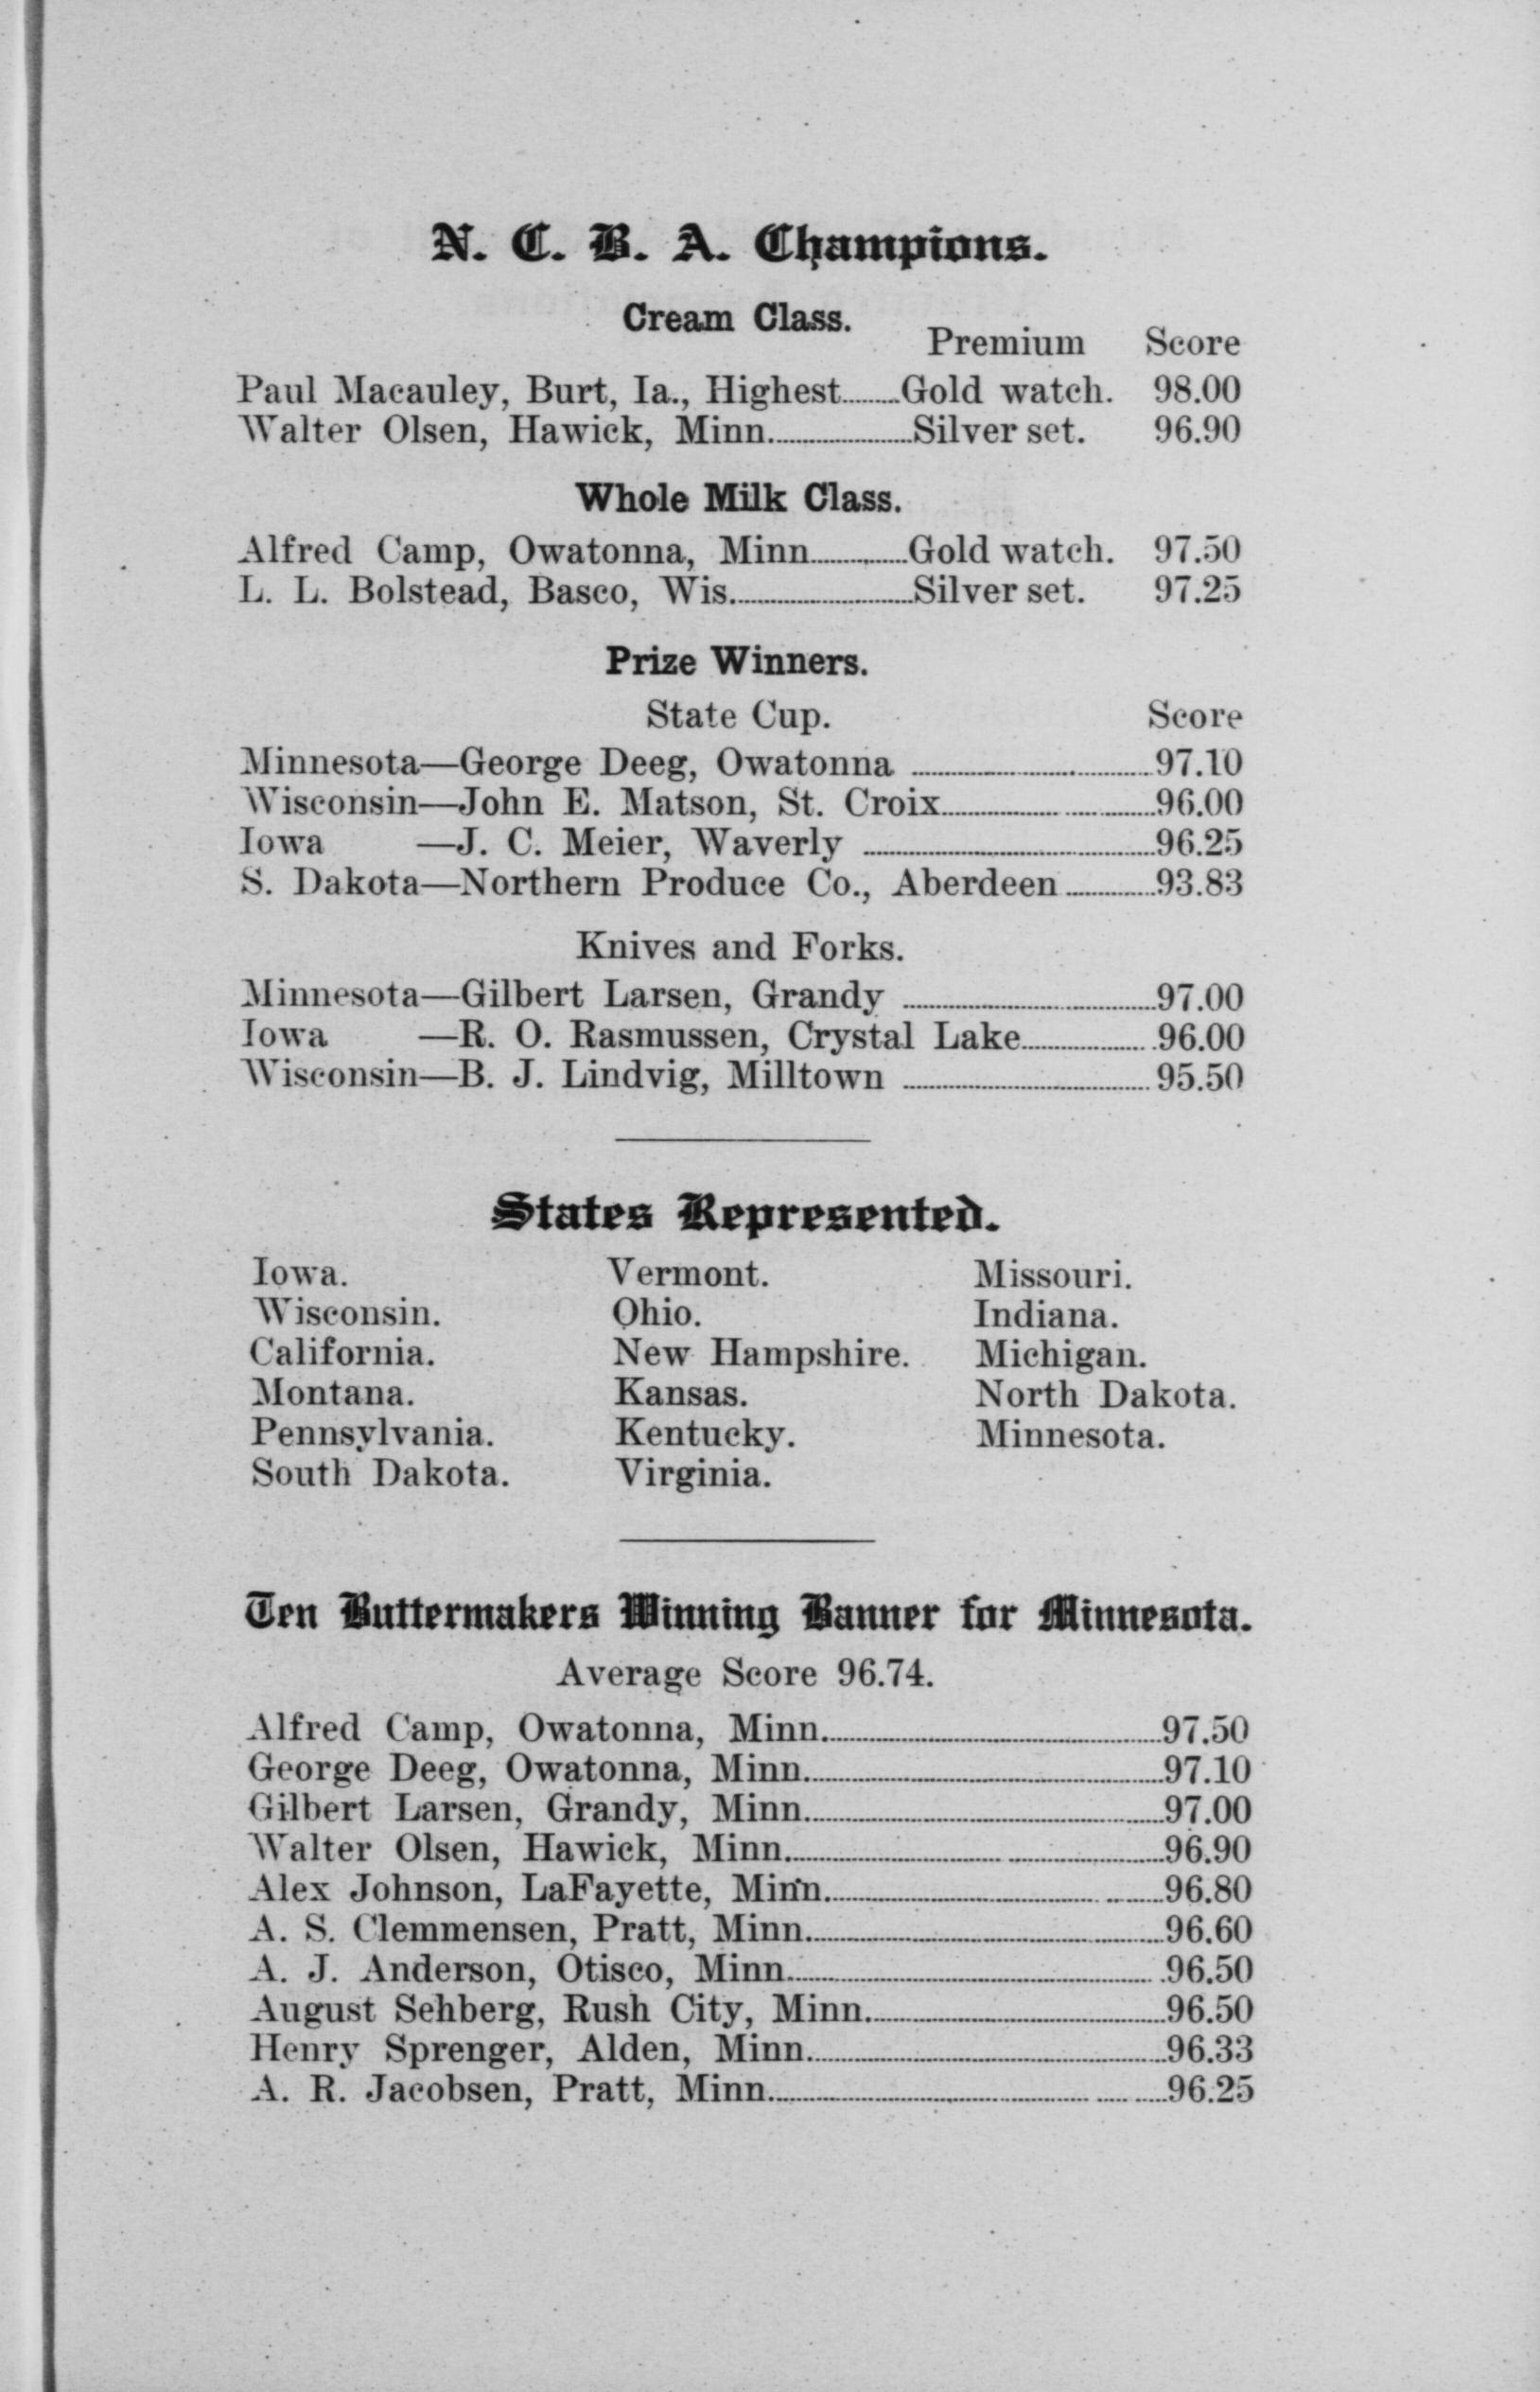 N. C. B. A. Champions.
Cream Class.
Premium Score
Paul Macauley, Burt, Ia., Highest........Gold watch. 98.00
Walter Olsen, Hawick, Minn...................Silver set. 96.90
Whole Milk Class.
Alfred Camp, Owatonna, Minn.............Gold watch. 97.50
L. L. Bolstead, Basco, Wis........................Silver set. 97.25
Prize Winners.
State Cup. Score
Minnesota—George Deeg, Owatonna ................................97.10
Wisconsin—John E. Matson, St. Croix.............................96.00
Iowa —J. C. Meier, Waverly ........................................96.25
S. Dakota—Northern Produce Co., Aberdeen............93.83
Knives and Forks.
Minnesota—Gilbert Larsen, Grandy ..................................97.00
Iowa —R. O. Rasmussen, Crystal Lake...................96.00
Wisconsin—B. J. Lindvig, Milltown ..................................95.50
States Represented.
Iowa. Vermont. Missouri.
Wisconsin. Ohio. Indiana.
California. New Hampshire. Michigan.
Montana. Kansas. North Dakota.
Pennsylvania. Kentucky. Minnesota.
South Dakota. Virginia.
Ten Buttermakers Winning Banner for Minnesota.
Average Score 96.74.
Alfred Camp, Owatonna, Minn..............................................97.50
George Deeg, Owatonna, Minn................................................97.10
Gilbert Larsen, Grandy, Minn................................................97.00
Walter Olsen, Hawick, Minn..................................................96.90
Alex Johnson, LaFayette, Minn.............................................96.80
A. S. Clemmensen, Pratt, Minn................................................96.60
A. J. Anderson, Otisco, Minn..................................................96.50
August Sehberg, Rush City, Minn........................................96.50
Henry Sprenger, Alden, Minn................................................96.33
A. R. Jacobsen, Pratt, Minn.....................................................96.25